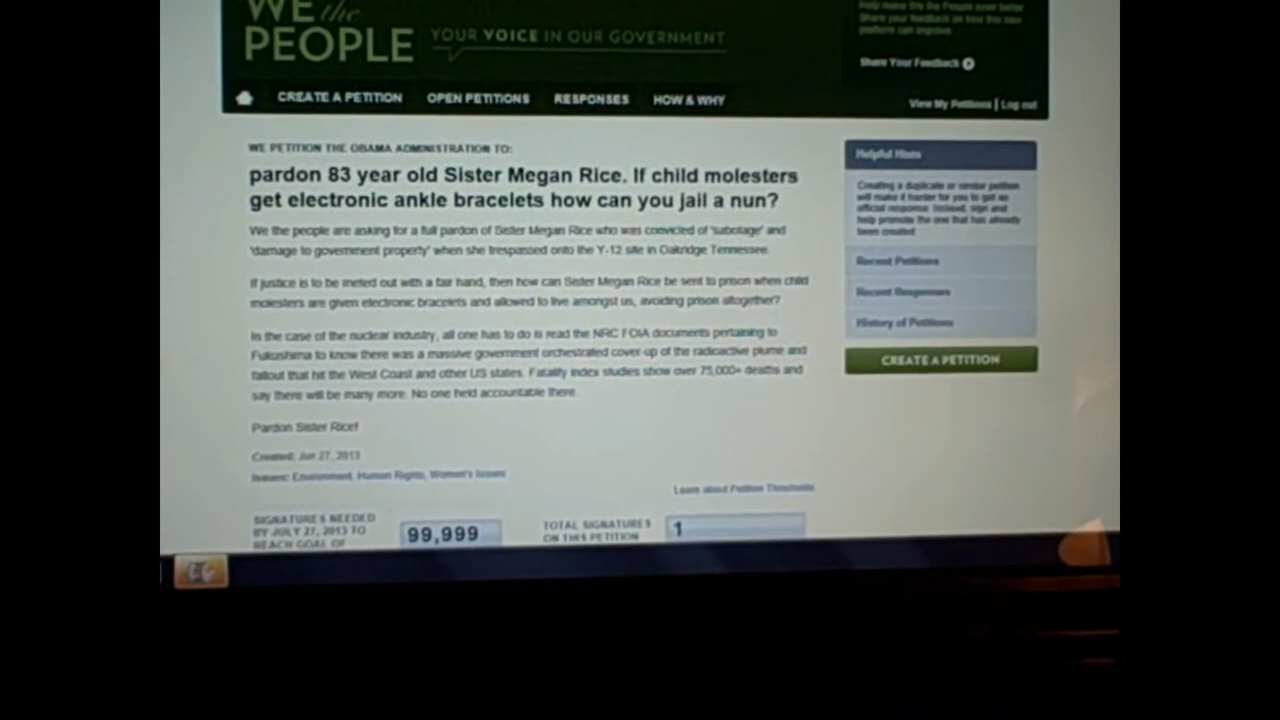 WE the
PEOPLE YOUR VOICE IN OUR GOVERNMENT
Help make We the People even better.
Share your feedback on how this new
platform can improve.
Share Your Feedback
CREATE A PETITION OPEN PETITIONS RESPONSES HOW & WHY
View My Petitions | Log out
WE PETITION THE OBAMA ADMINISTRATION TO:
pardon 83 year old Sister Megan Rice. If child molesters
get electronic ankle bracelets how can you jail a nun?
We the people are asking for a full pardon of Sister Megan Rice who was convicted of 'sabotage' and
'damage to government property' when she trespassed onto the Y-12 site in Oakridge Tennessee.
If justice is to be meted out with a fair hand, then how can Sister Megan Rice be sent to prison when child
molesters are given electronic bracelets and allowed to live amongst us, avoiding prison altogether?
In the case of the nuclear industry, all one has to do is read the NRC FOIA documents pertaining to
Fukushima to know there was a massive government orchestrated cover-up of the radioactive plume and
fallout that hit the West Coast and other US states. Fatality index studies show over 75,000+ deaths and
say there will be many more. No one held accountable there.
Pardon Sister Rice!
Created: Jun 27, 2013
Issues: Environment, Human Rights, Women's Issues
Learn about Petition Thresholds
SIGNATURES NEEDED
BY JULY 27, 2013 TO
REACH GOAL OF
99,999
TOTAL SIGNATURES
ON THIS PETITION
1
Helpful Hints
Creating a duplicate or similar petition
will make it harder for you to get an
official response. Instead, sign and
help promote the one that has already
been created.
Recent Petitions
Recent Responses
History of Petitions
CREATE A PETITION